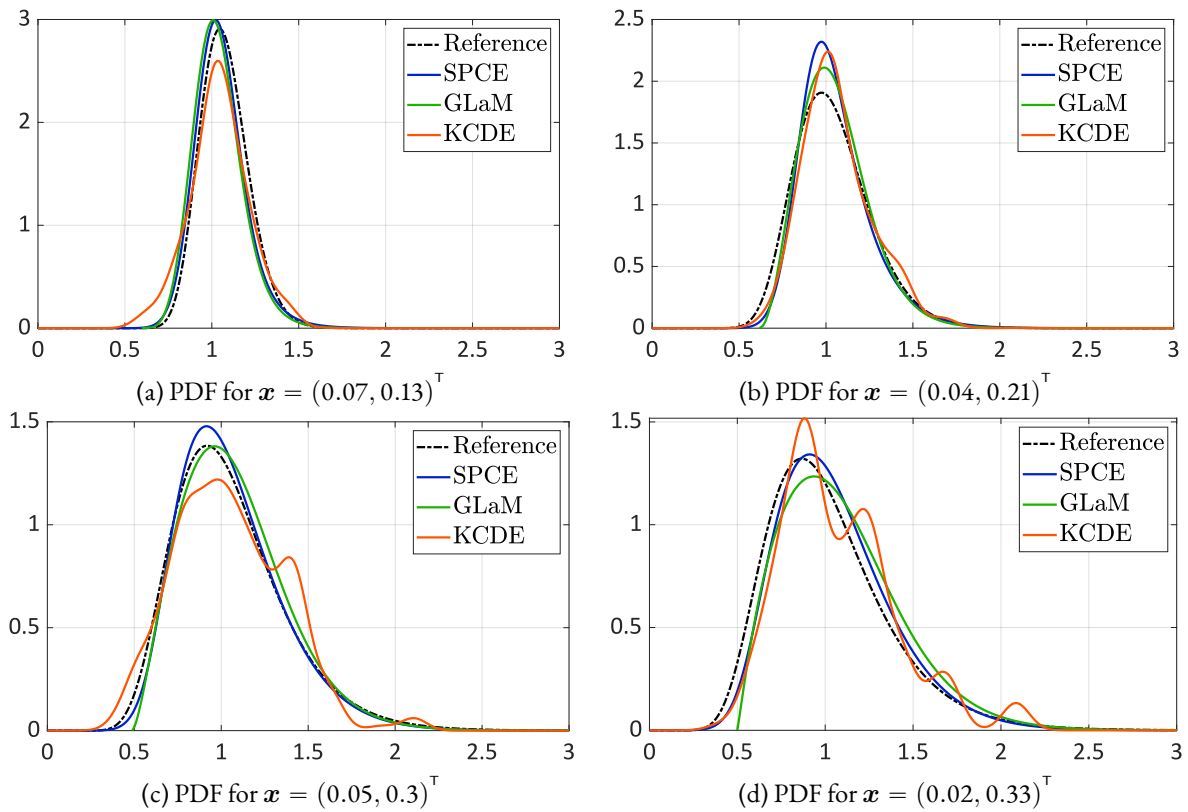 3
2
1
0
0 0.5 1 1.5 2 2.5 3
Reference
SPCE
GLaM
KCDE
(a) PDF for x = (0.07, 0.13)ᵀ
2.5
2
1.5
1
0.5
0
0 0.5 1 1.5 2 2.5 3
Reference
SPCE
GLaM
KCDE
(b) PDF for x = (0.04, 0.21)ᵀ
1.5
1
0.5
0
0 0.5 1 1.5 2 2.5 3
Reference
SPCE
GLaM
KCDE
(c) PDF for x = (0.05, 0.3)ᵀ
1.5
1
0.5
0
0 0.5 1 1.5 2 2.5 3
Reference
SPCE
GLaM
KCDE
(d) PDF for x = (0.02, 0.33)ᵀ